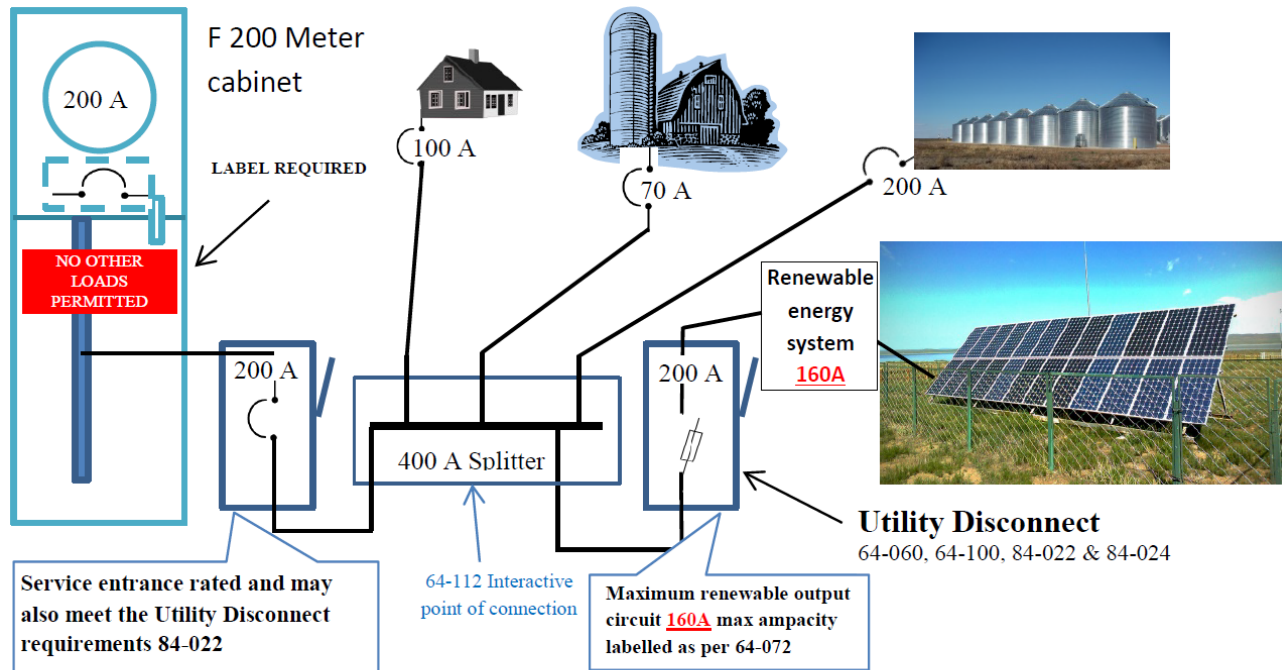 F 200 Meter
cabinet
200 A
LABEL REQUIRED
NO OTHER
LOADS
PERMITTED
100 A
70 A
200 A
Renewable
energy
system
160A
200 A
400 A Splitter
200 A
Utility Disconnect
64-060, 64-100, 84-022 & 84-024
Service entrance rated and may
also meet the Utility Disconnect
requirements 84-022
64-112 Interactive
point of connection
Maximum renewable output
circuit 160A max ampacity
labelled as per 64-072